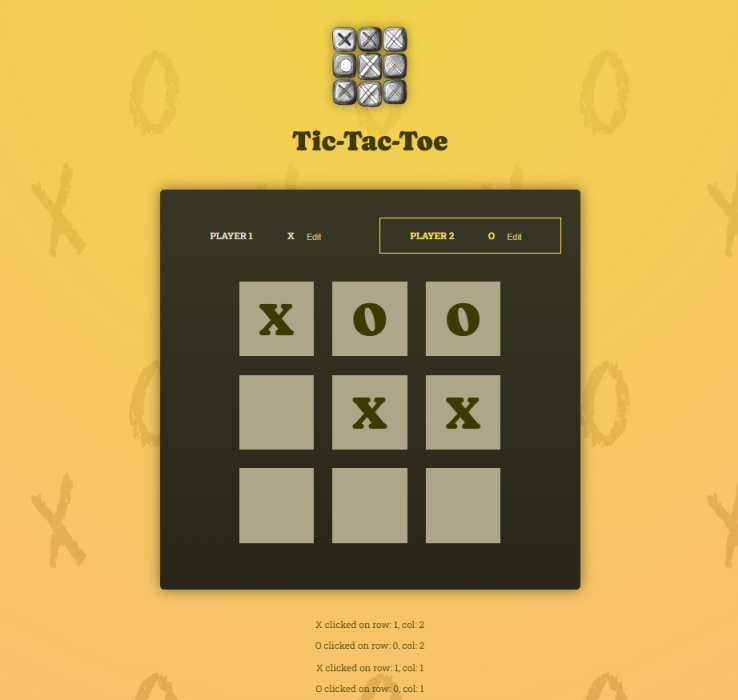 Tic-Tac-Toe
PLAYER 1 X Edit PLAYER 2 O Edit
X O O
X X
X clicked on row: 1, col: 2
O clicked on row: 0, col: 2
X clicked on row: 1, col: 1
O clicked on row: 0, col: 1